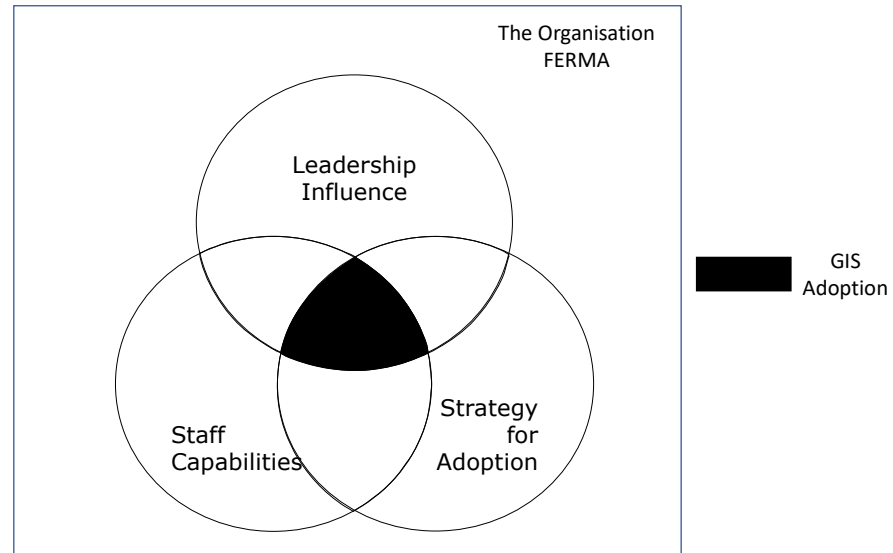 The Organisation
FERMA
Leadership
Influence
GIS
Adoption
Staff
Capabilities
Strategy
for
Adoption